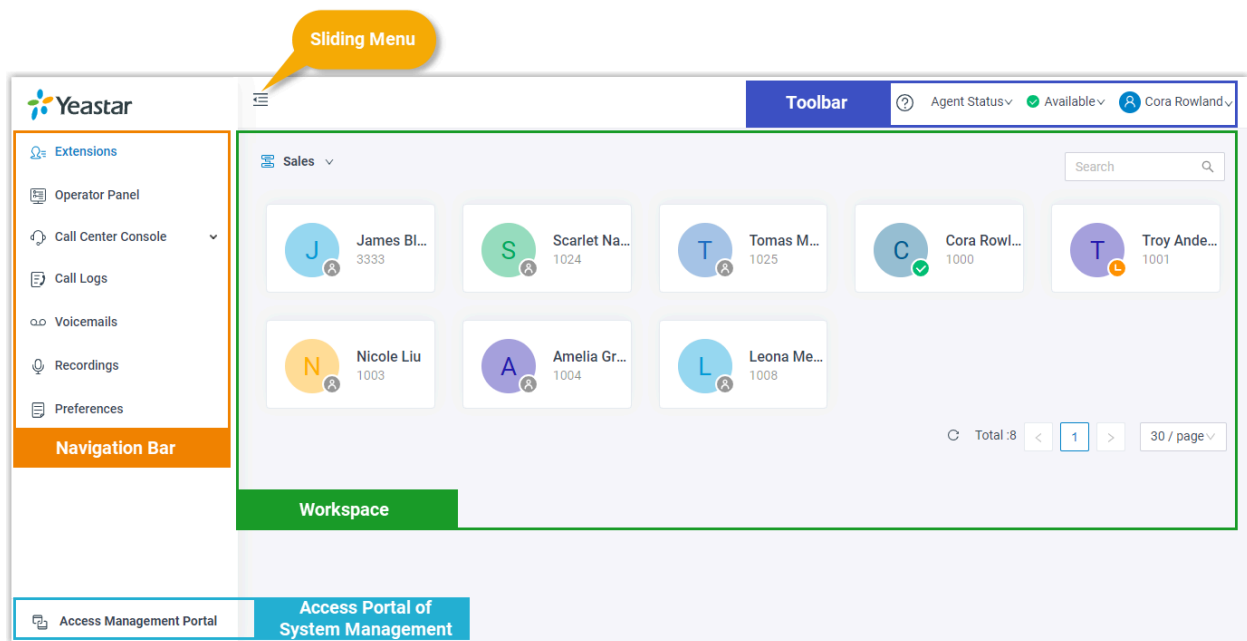 Sliding Menu
Yeastar
Toolbar
Agent Status
Available
Cora Rowland
Extensions
Operator Panel
Call Center Console
Call Logs
Voicemails
Recordings
Preferences
Navigation Bar
Sales
Search
J
James Bl...
3333
S
Scarlet Na...
1024
T
Tomas M...
1025
C
Cora Rowl...
1000
T
Troy Ande...
1001
N
Nicole Liu
1003
A
Amelia Gr...
1004
L
Leona Me...
1008
Total :8 < 1 > 30 / page
Workspace
Access Management Portal
Access Portal of
System Management